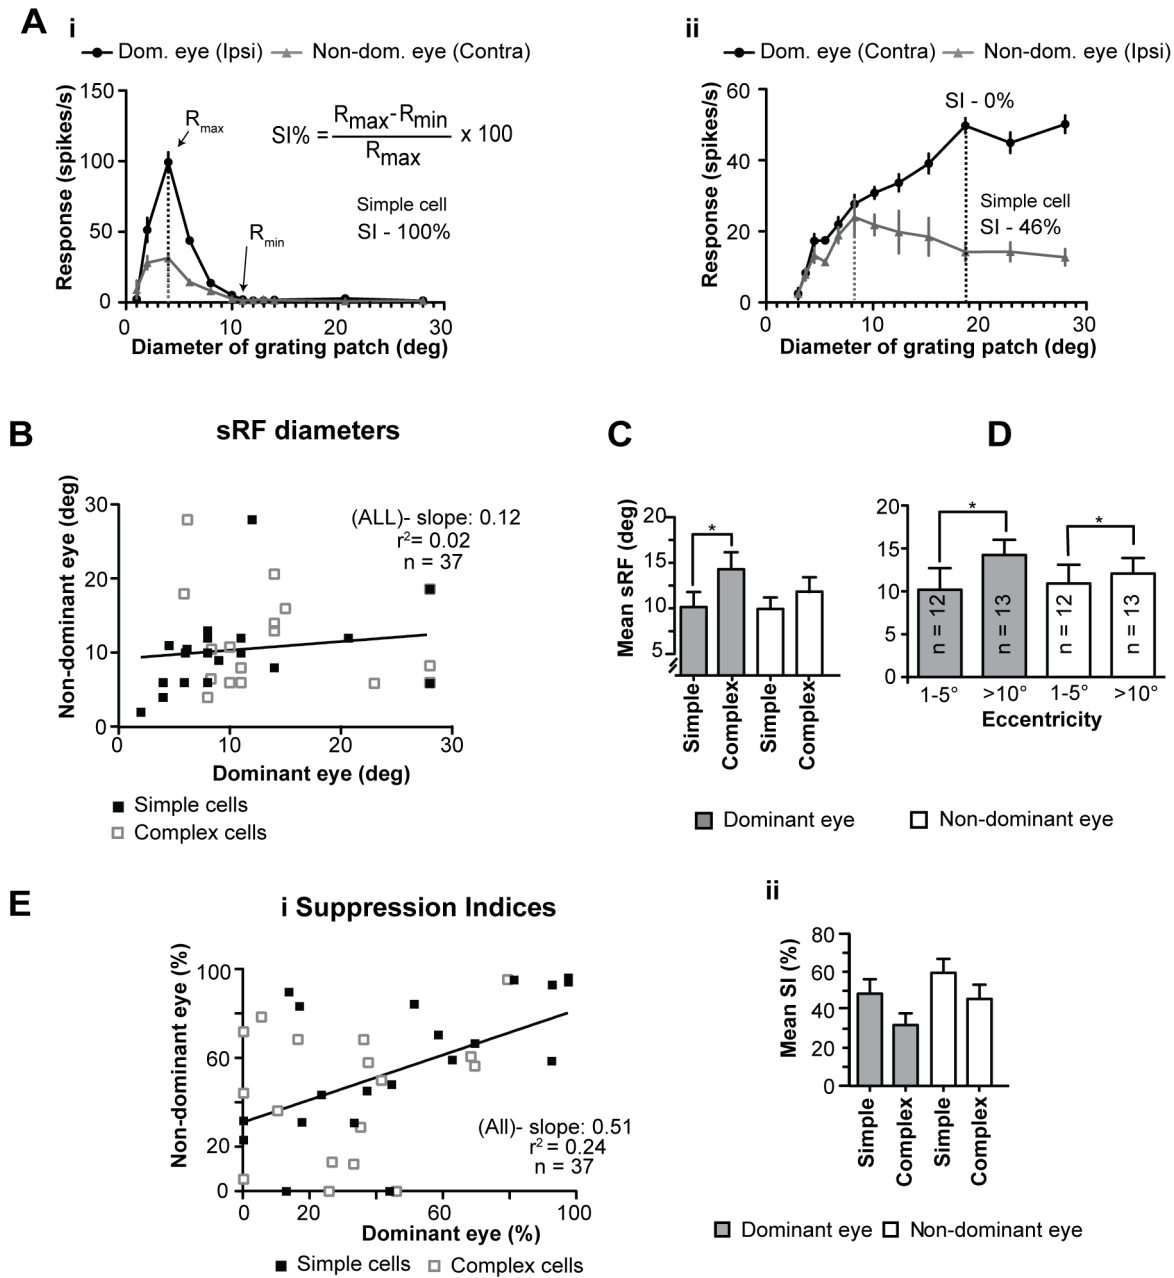 A
i
Dom. eye (Ipsi)
Non-dom. eye (Contra)
Response (spikes/s)
150
100
50
0
R_max
R_min
SI% = (R_max-R_min / R_max) x 100
Simple cell
SI - 100%
0 10 20 30
Diameter of grating patch (deg)
ii
Dom. eye (Contra)
Non-dom. eye (Ipsi)
Response (spikes/s)
60
40
20
0
SI - 0%
Simple cell
SI - 46%
0 10 20 30
Diameter of grating patch (deg)
B
sRF diameters
Non-dominant eye (deg)
30
20
10
0
(ALL)- slope: 0.12
r²= 0.02
n = 37
0 10 20 30
Dominant eye (deg)
Simple cells
Complex cells
C
Mean sRF (deg)
20
15
10
5
*
Simple
Complex
Simple
Complex
D
20
15
10
5
0
*
*
n = 12
n = 13
n = 12
n = 13
1-5° >10° 1-5° >10°
Eccentricity
Dominant eye
Non-dominant eye
E
i Suppression Indices
Non-dominant eye (%)
100
60
20
0
(All)- slope: 0.51
r² = 0.24
n = 37
0 20 60 100
Dominant eye (%)
Simple cells
Complex cells
ii
Mean SI (%)
80
60
40
20
0
Simple
Complex
Simple
Complex
Dominant eye
Non-dominant eye